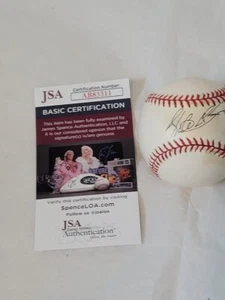 JSA
Certification Number
BASIC CERTIFICATION
This item has been fully examined by
James Spence Authentication, LLC and
it is our considered opinion that the
signature(s) is/are genuine.
Verify this certification by visiting
SpenceLOA.com
Follow us
JSA
Authentication